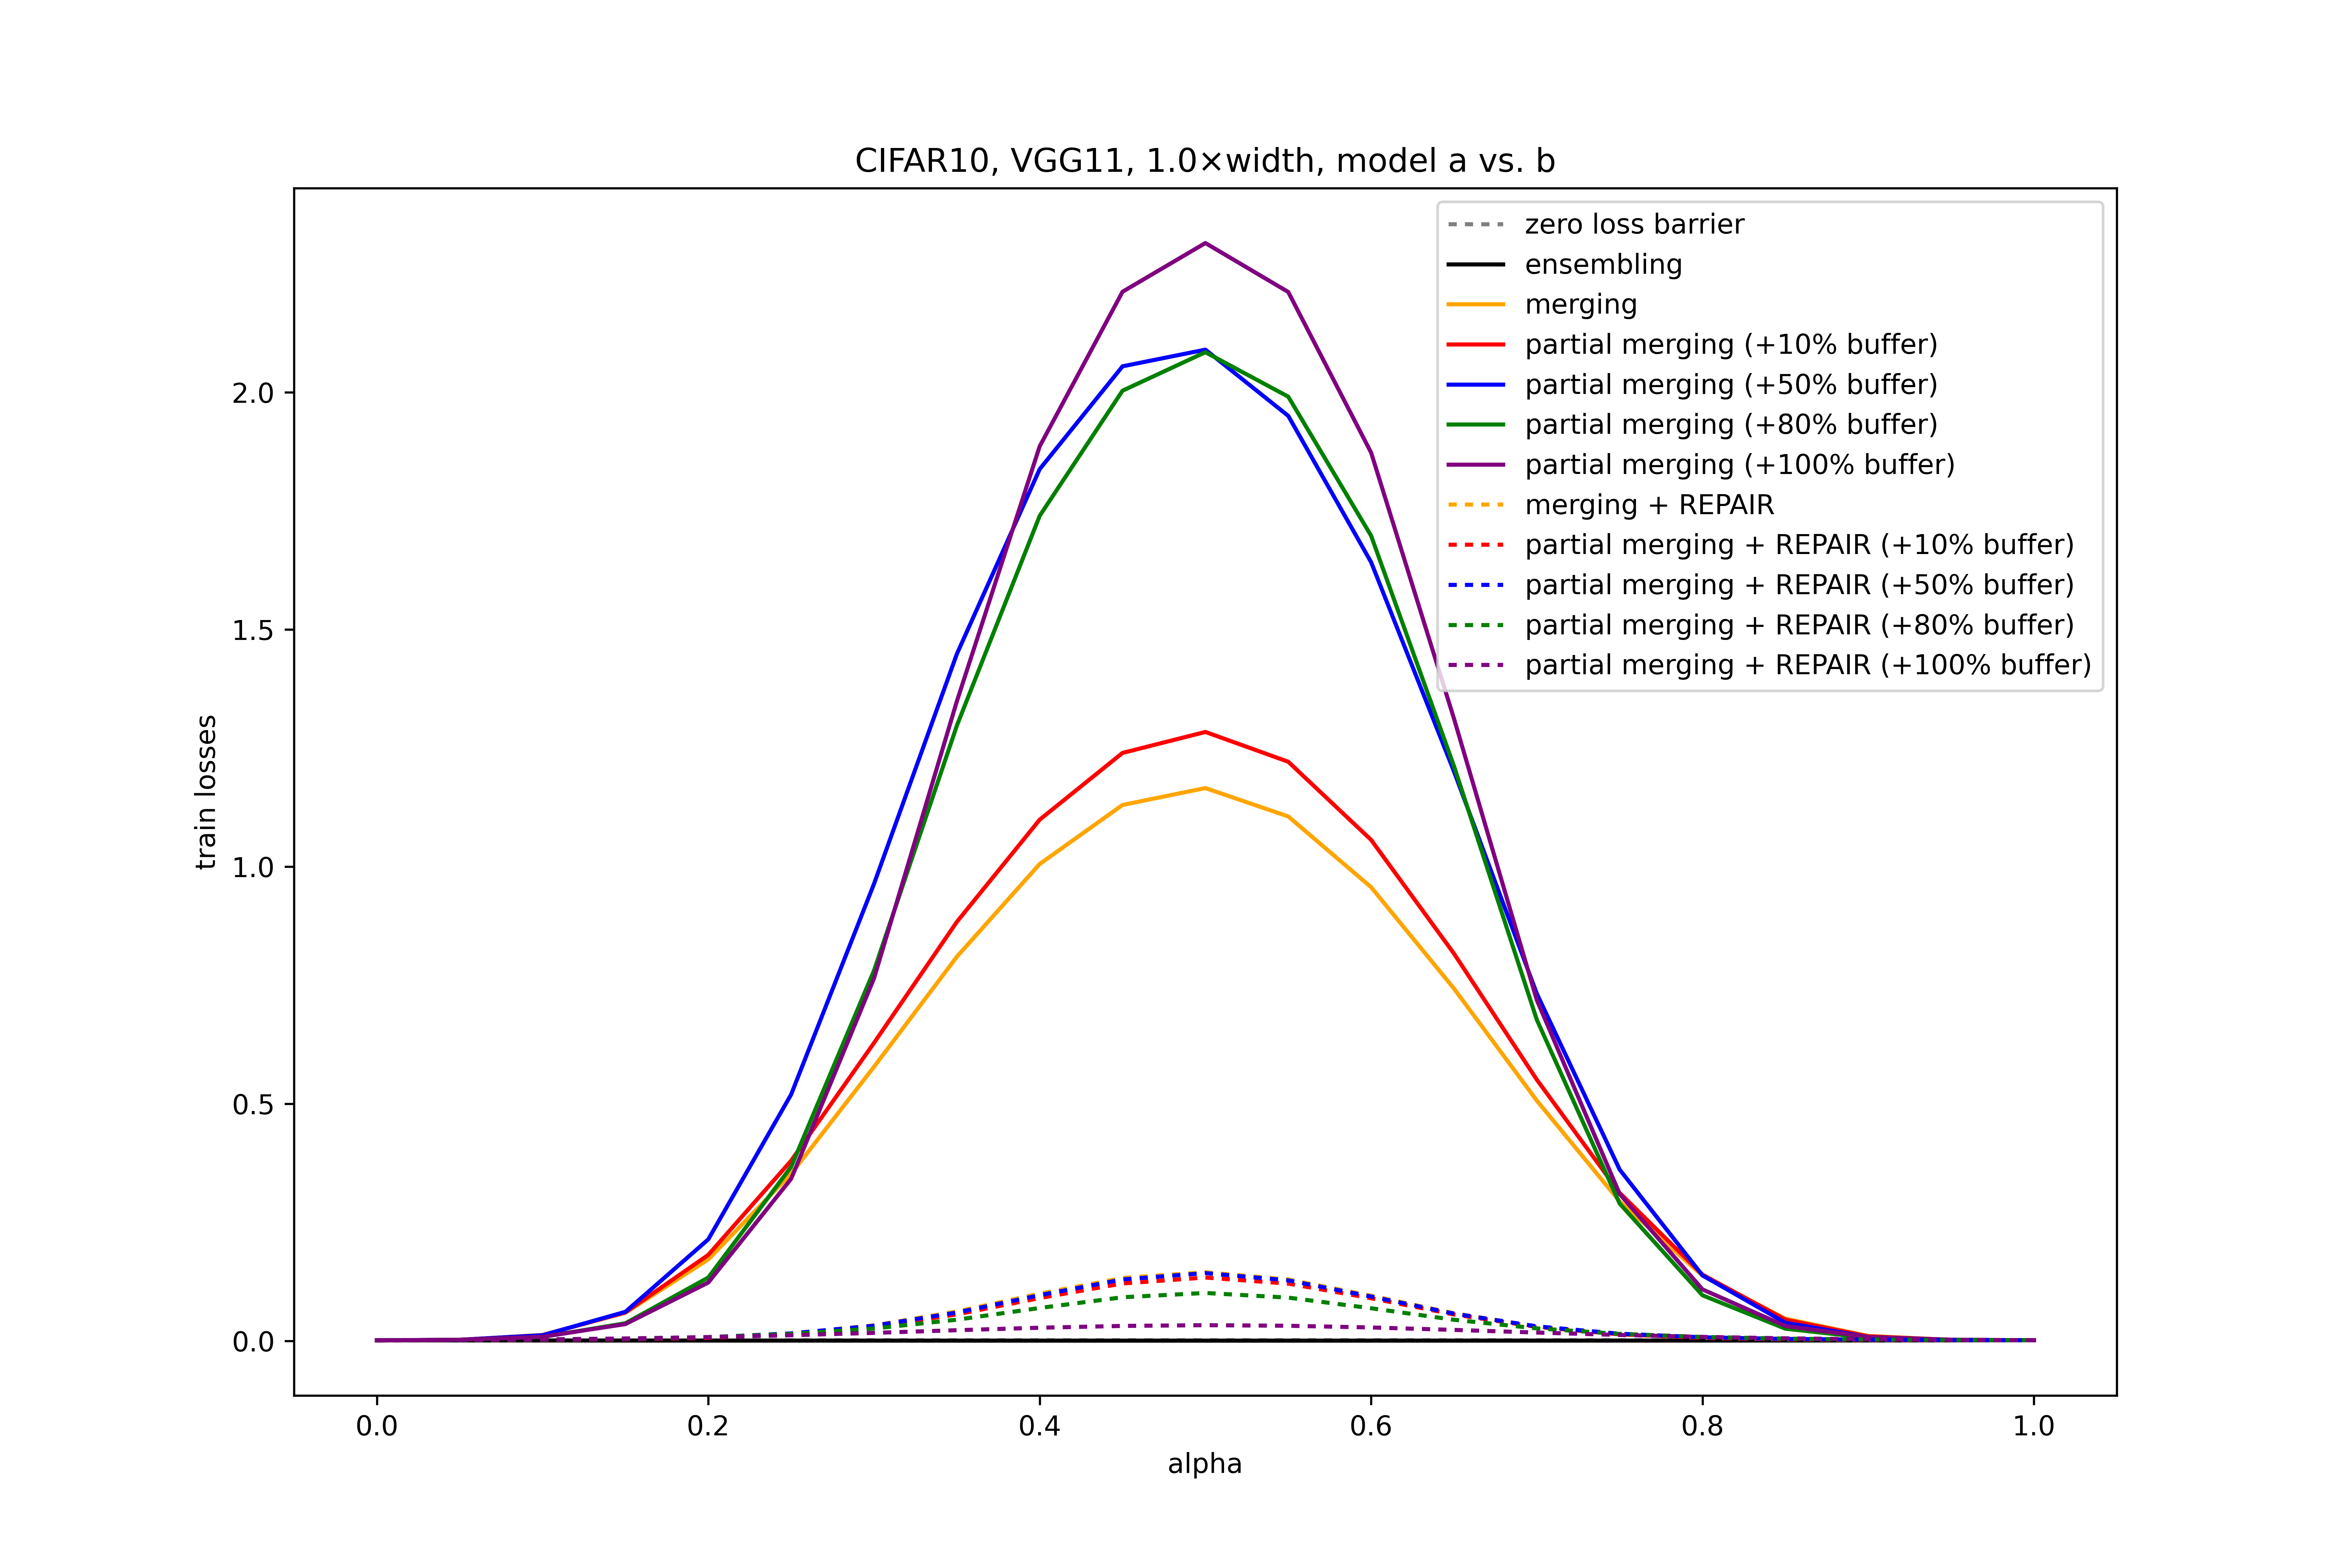 CIFAR10, VGG11, 1.0×width, model a vs. b
zero loss barrier
ensembling
merging
partial merging (+10% buffer)
partial merging (+50% buffer)
partial merging (+80% buffer)
partial merging (+100% buffer)
merging + REPAIR
partial merging + REPAIR (+10% buffer)
partial merging + REPAIR (+50% buffer)
partial merging + REPAIR (+80% buffer)
partial merging + REPAIR (+100% buffer)
train losses
2.0
1.5
1.0
0.5
0.0
0.0 0.2 0.4 0.6 0.8 1.0
alpha